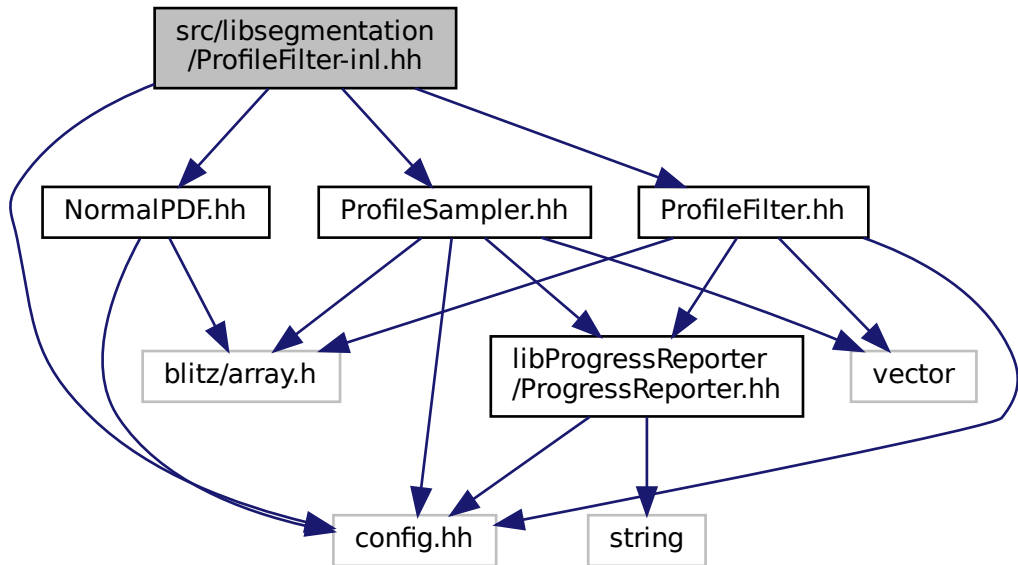 src/libsegmentation
/ProfileFilter-inl.hh
NormalPDF.hh
ProfileSampler.hh
ProfileFilter.hh
blitz/array.h
libProgressReporter
/ProgressReporter.hh
vector
config.hh
string